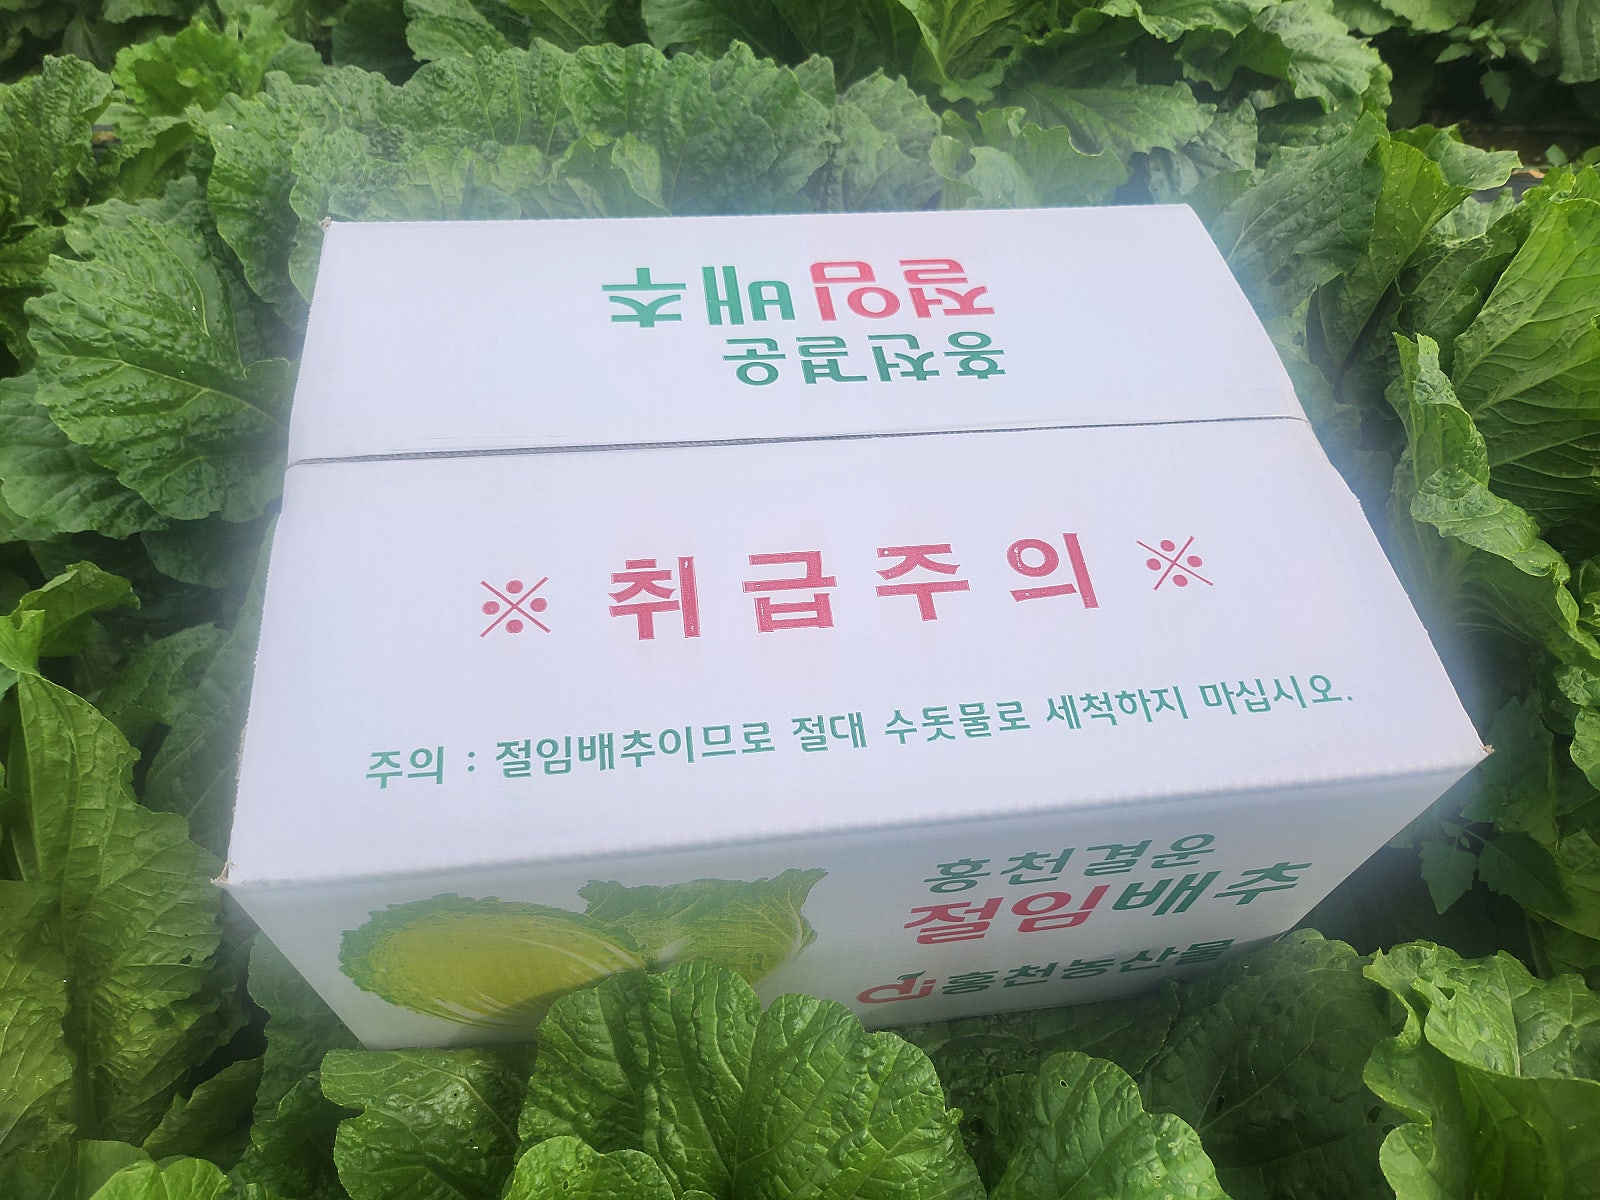 홍천결운
절임배추
※ 취급주의 ※
주의 : 절임배추이므로 절대 수돗물로 세척하지 마십시오.
홍천결운
절임배추
홍천농산물